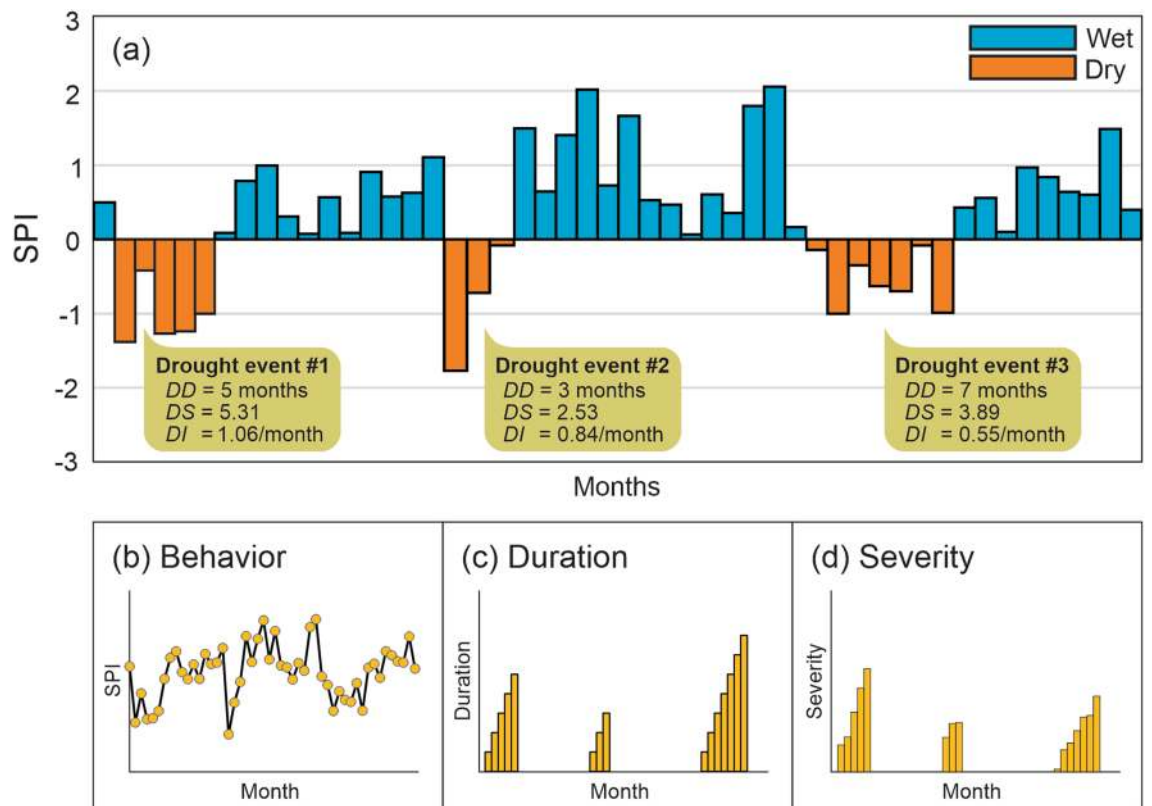 3
(a)
Wet
Dry
2
1
0
-1
-2
-3
SPI
Drought event #1
DD = 5 months
DS = 5.31
DI = 1.06/month
Drought event #2
DD = 3 months
DS = 2.53
DI = 0.84/month
Drought event #3
DD = 7 months
DS = 3.89
DI = 0.55/month
Months
(b) Behavior
SPI
Month
(c) Duration
Duration
Month
(d) Severity
Severity
Month